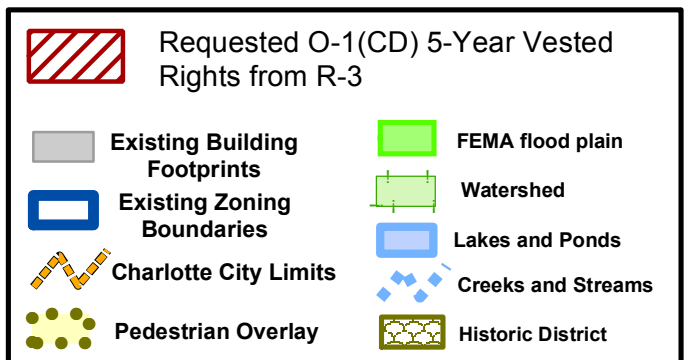 Requested O-1(CD) 5-Year Vested
Rights from R-3
Existing Building
Footprints
Existing Zoning
Boundaries
Charlotte City Limits
Pedestrian Overlay
FEMA flood plain
Watershed
Lakes and Ponds
Creeks and Streams
Historic District